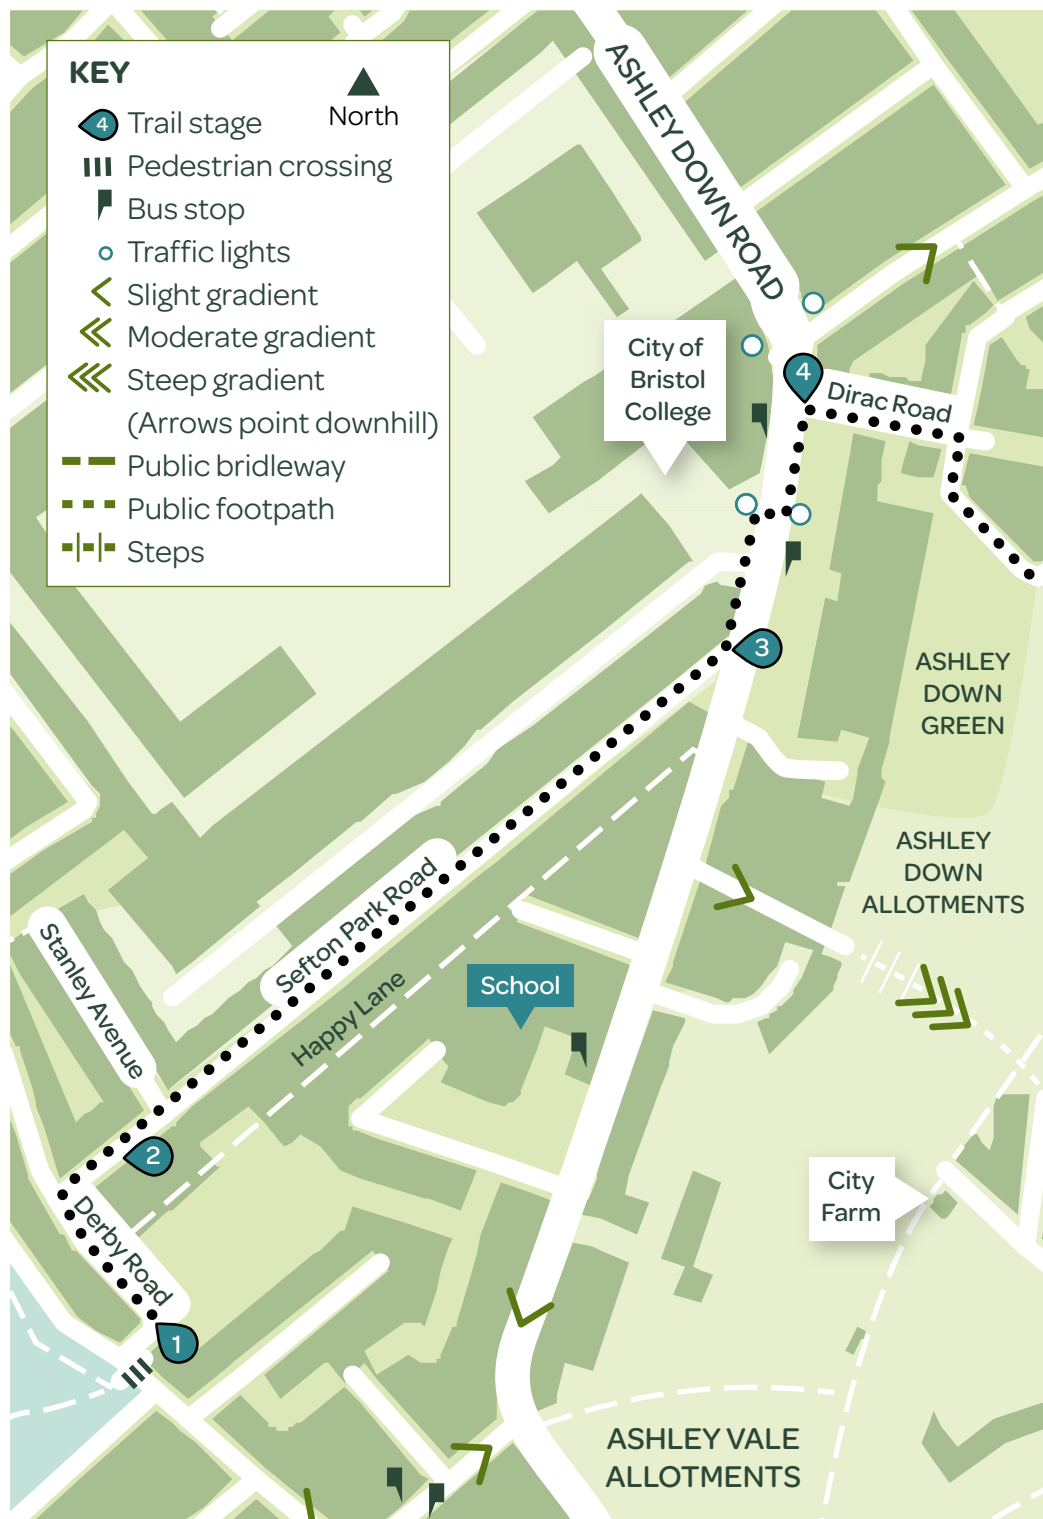 KEY
North
4
Trail stage
Pedestrian crossing
Bus stop
Traffic lights
Slight gradient
Moderate gradient
Steep gradient
(Arrows point downhill)
Public bridleway
Public footpath
Steps
ASHLEY DOWN ROAD
City of
Bristol
College
4
Dirac Road
3
ASHLEY
DOWN
GREEN
ASHLEY
DOWN
ALLOTMENTS
Sefton Park Road
Stanley Avenue
Happy Lane
School
2
City
Farm
Derby Road
1
ASHLEY VALE
ALLOTMENTS